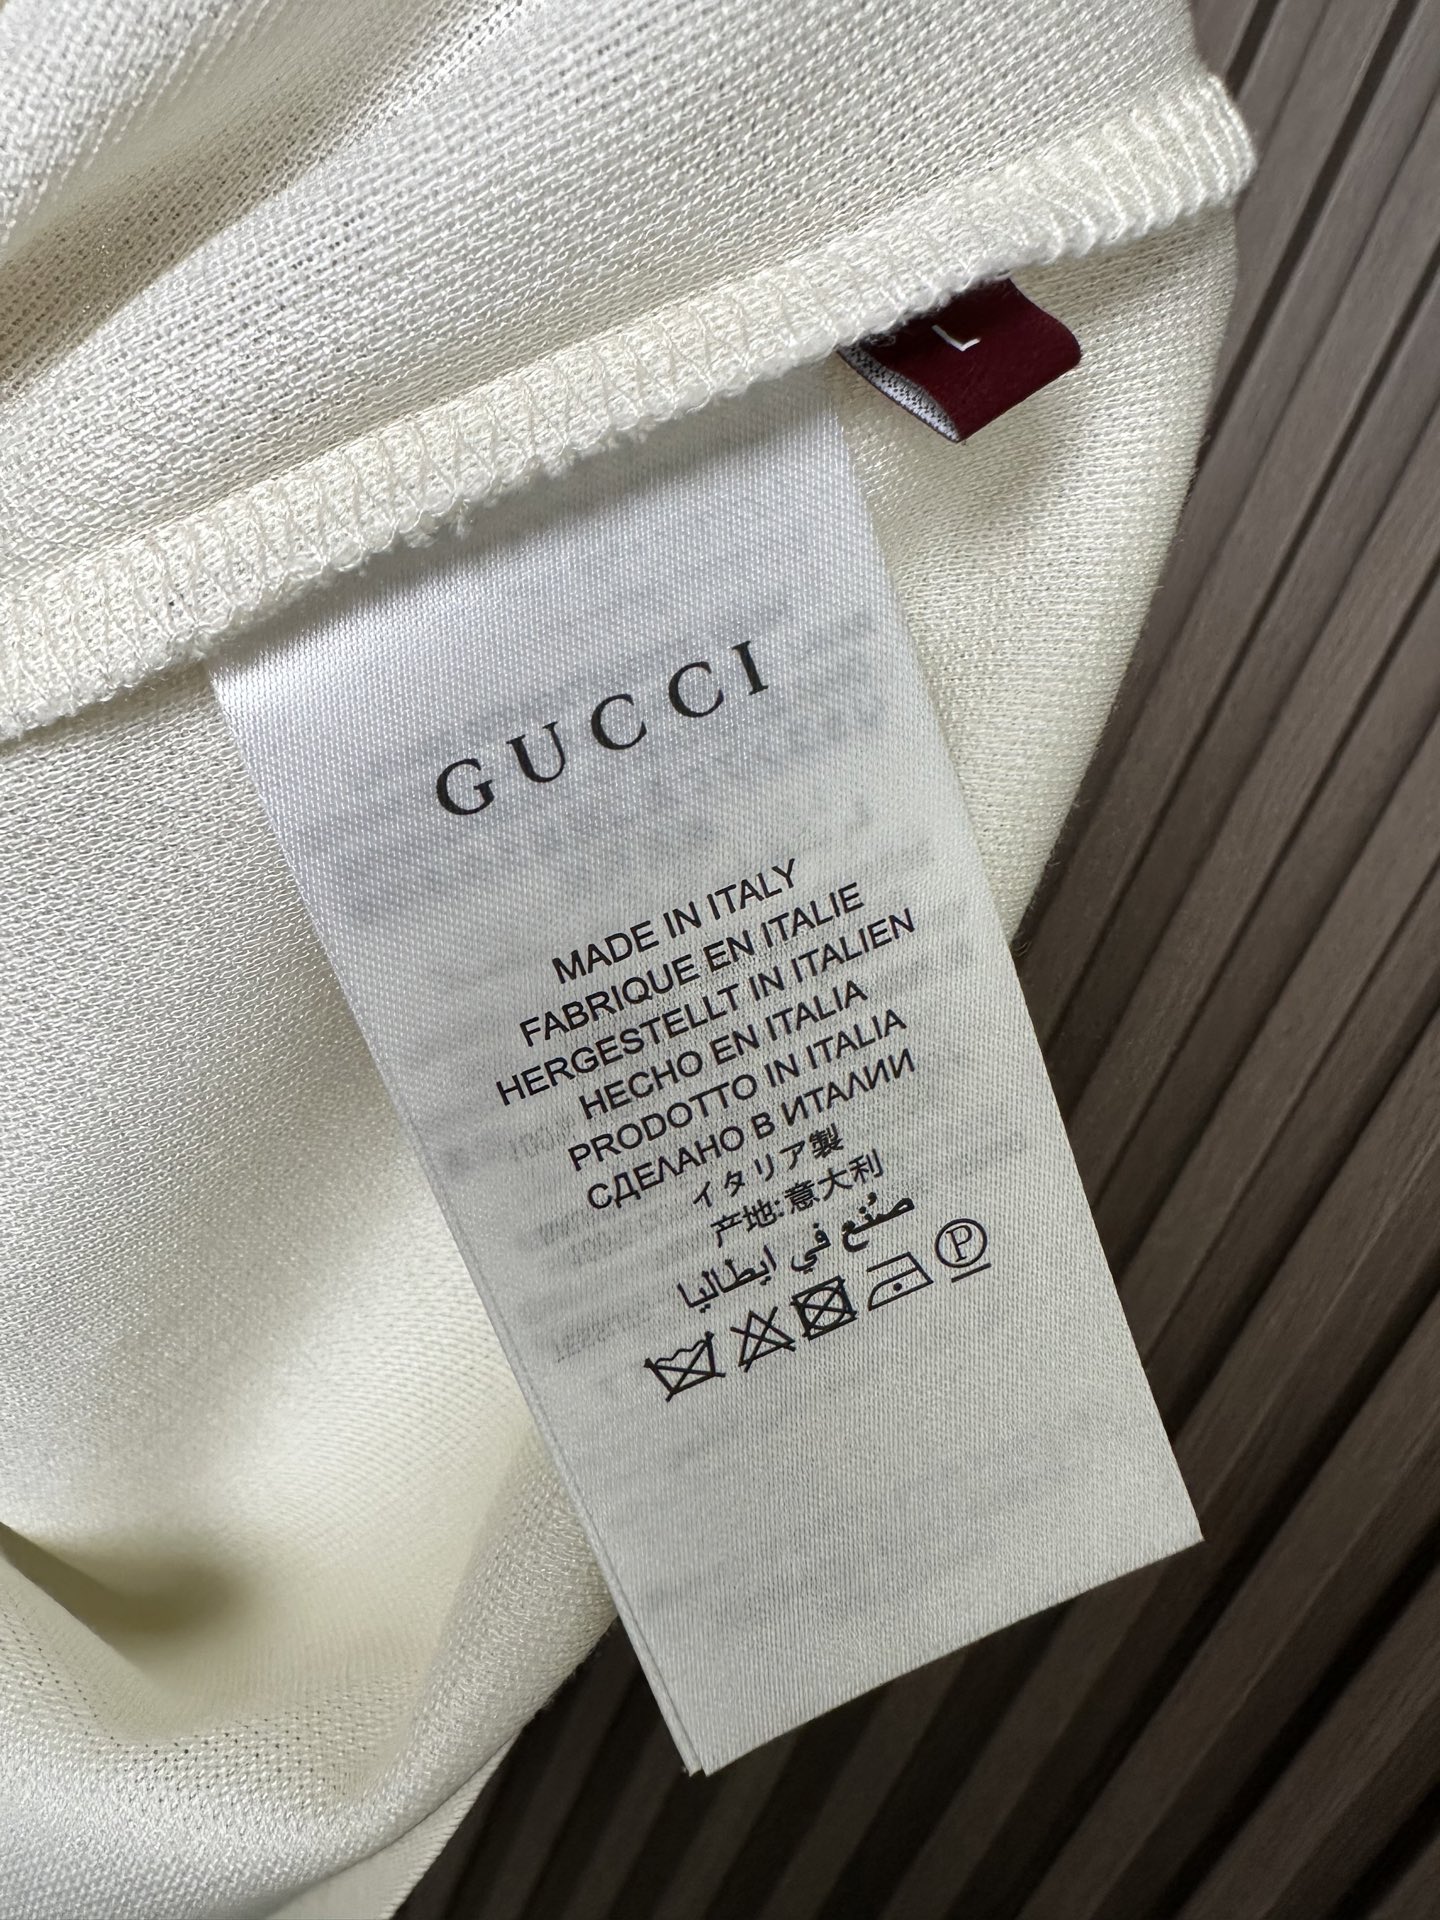 L
GUCCI
MADE IN ITALY
FABRIQUE EN ITALIE
HERGESTELLT IN ITALIEN
HECHO EN ITALIA
PRODOTTO IN ITALIA
СДЕЛАНО В ИТАЛИИ
イタリア製
产地:意大利
صُنع في ايطاليا
P